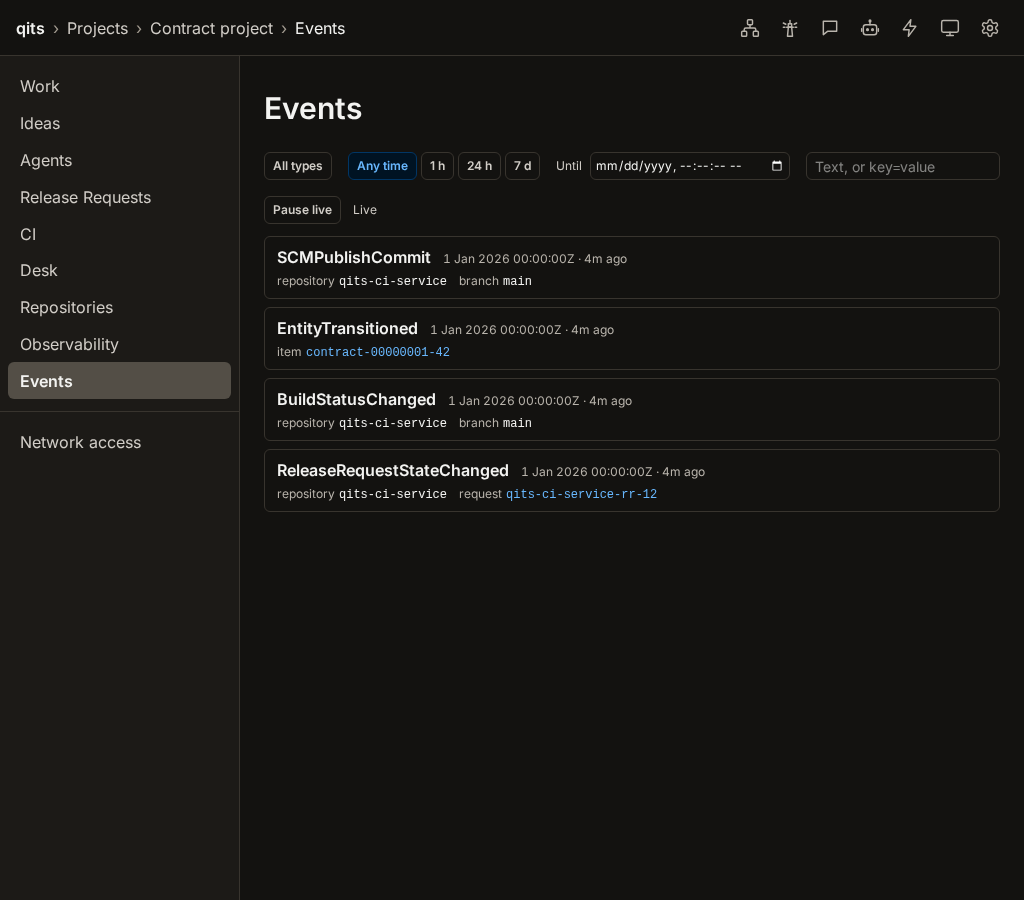 qits › Projects › Contract project › Events
Work
Ideas
Agents
Release Requests
CI
Desk
Repositories
Observability
Events
Network access
Events
All types Any time 1 h 24 h 7 d Until mm/dd/yyyy, --:--:-- -- Text, or key=value
Pause live Live
SCMPublishCommit 1 Jan 2026 00:00:00Z · 4m ago
repository qits-ci-service branch main
EntityTransitioned 1 Jan 2026 00:00:00Z · 4m ago
item contract-00000001-42
BuildStatusChanged 1 Jan 2026 00:00:00Z · 4m ago
repository qits-ci-service branch main
ReleaseRequestStateChanged 1 Jan 2026 00:00:00Z · 4m ago
repository qits-ci-service request qits-ci-service-rr-12